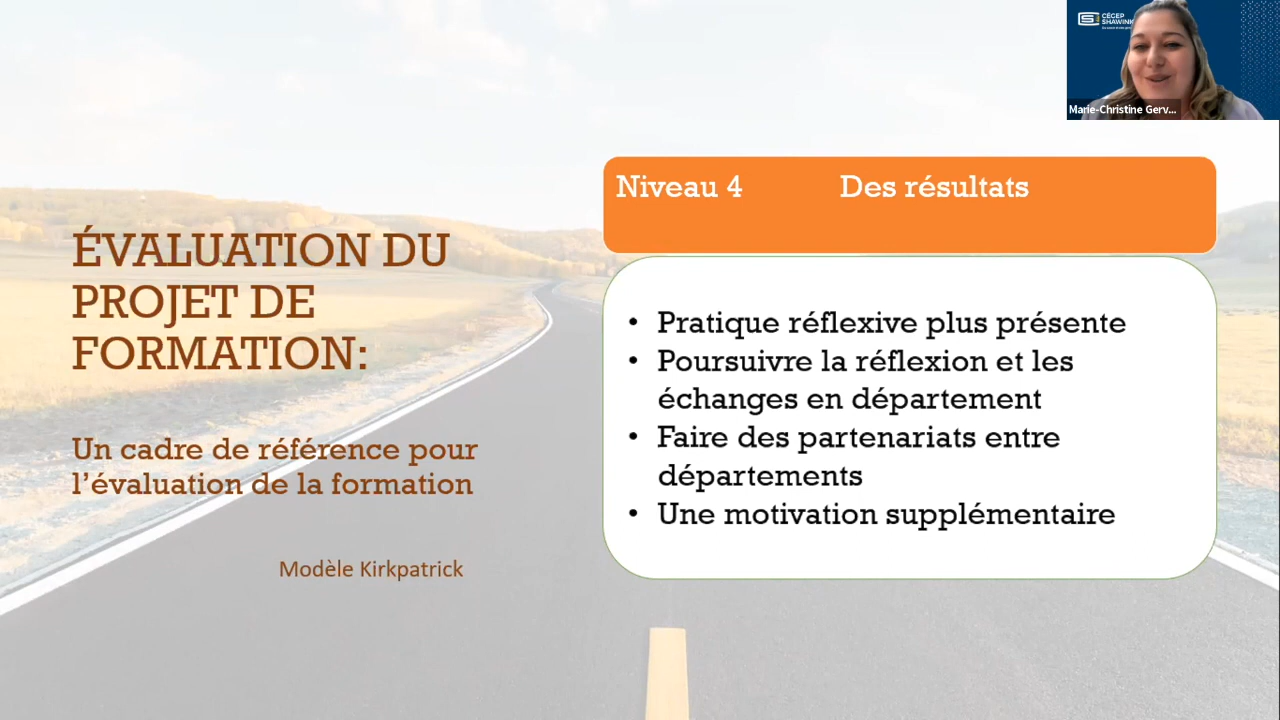 CÉGEP
Marie-Christine Gerv...
Niveau 4 Des résultats
ÉVALUATION DU
PROJET DE
FORMATION:
Un cadre de référence pour
l’évaluation de la formation
Modèle Kirkpatrick
• Pratique réflexive plus présente
• Poursuivre la réflexion et les
échanges en département
• Faire des partenariats entre
départements
• Une motivation supplémentaire